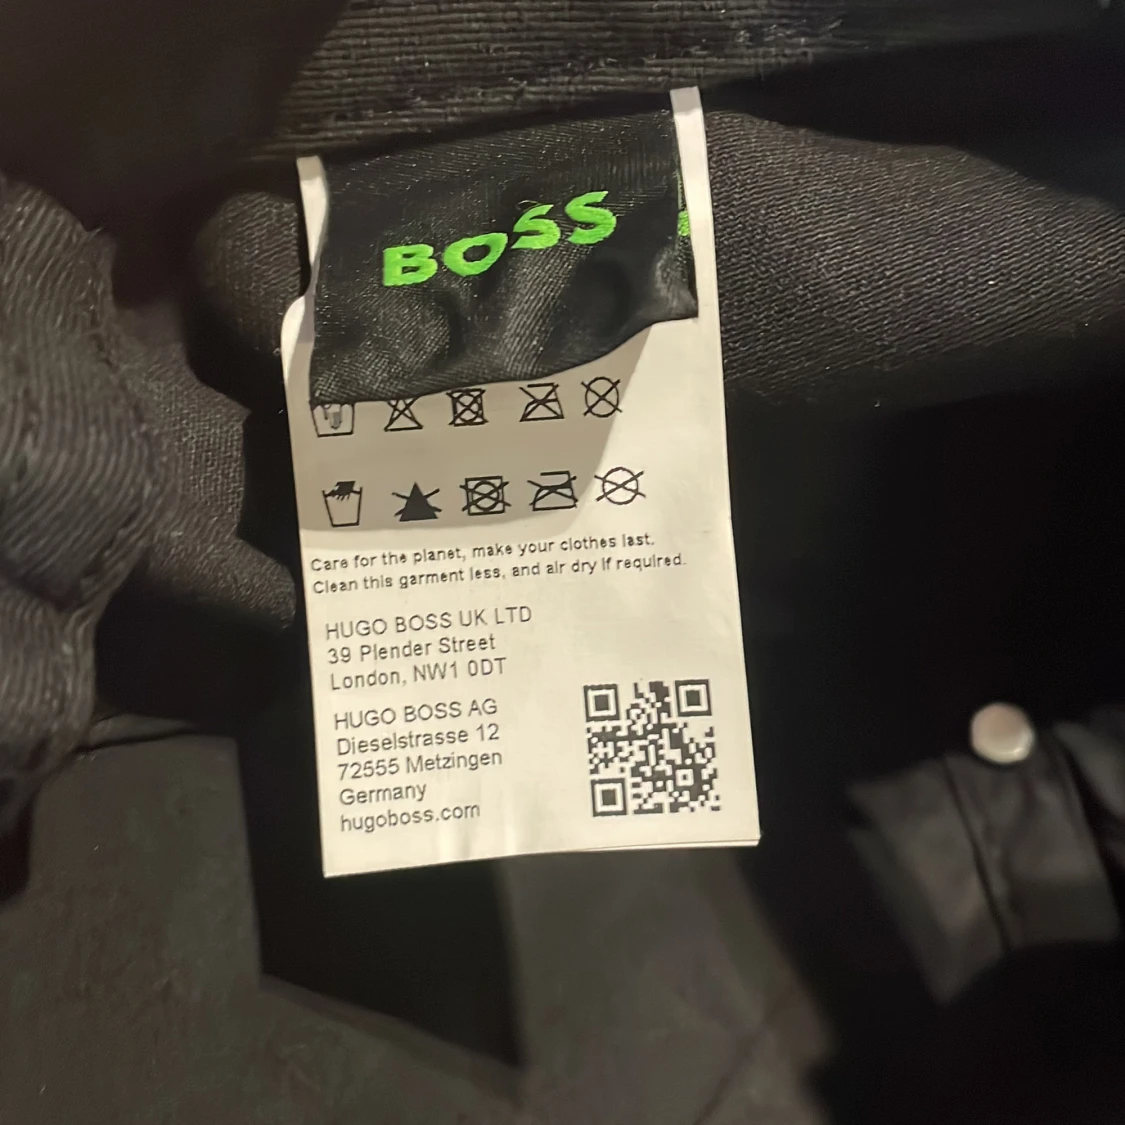 BOSS
Care for the planet, make your clothes last.
Clean this garment less, and air dry if required.
HUGO BOSS UK LTD
39 Plender Street
London, NW1 0DT
HUGO BOSS AG
Dieselstrasse 12
72555 Metzingen
Germany
hugoboss.com